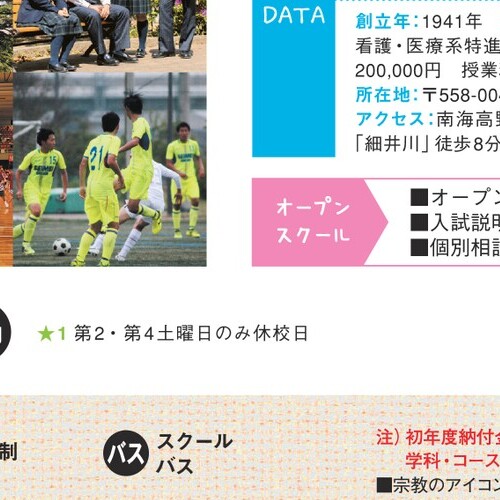 DATA
創立年：1941年
看護・医療系特進
200,000円 授業
所在地：〒558-00
アクセス：南海高野
「細井川」徒歩8分
オープン
スクール
■オープン
■入試説明
■個別相談
15
21
★1 第2・第4土曜日のみ休校日
制
バス
スクール
バス
注）初年度納付金
学科・コース
■宗教のアイコン